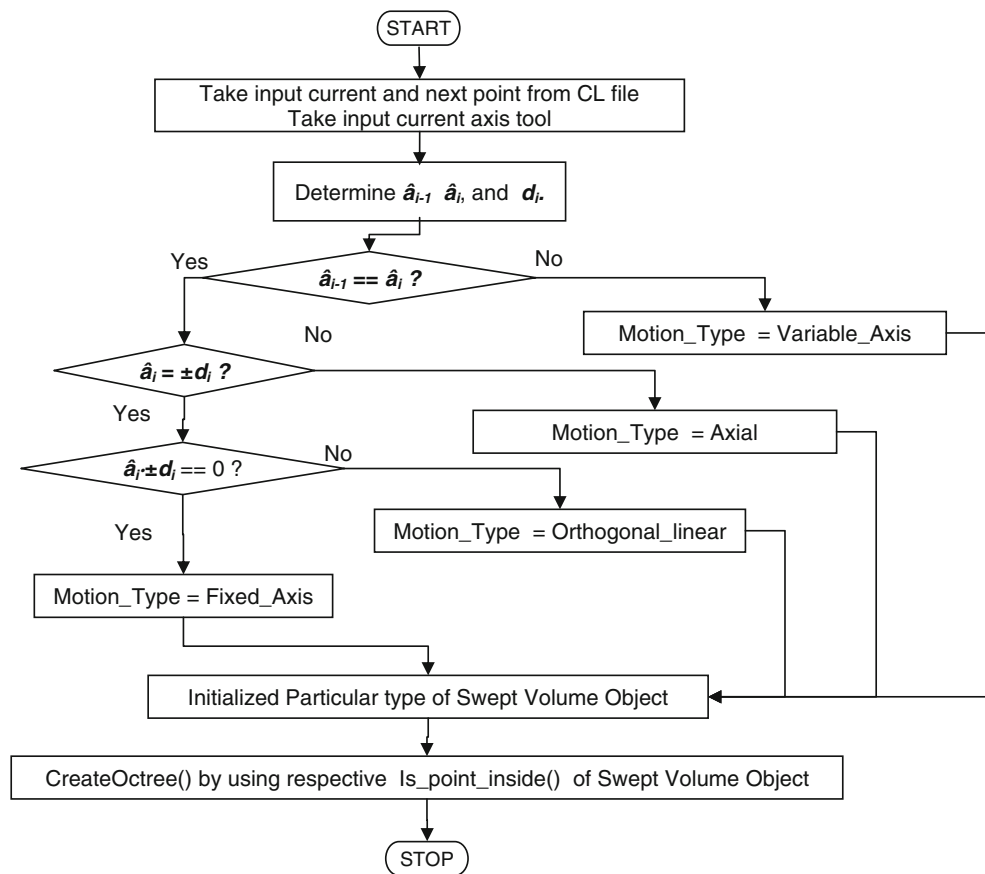 START
Take input current and next point from CL file
Take input current axis tool
Determine âi-1 âi, and di.
Yes
âi-1 == âi ?
No
Motion_Type = Variable_Axis
No
âi = ±di ?
Yes
Motion_Type = Axial
âi·±di == 0 ?
No
Yes
Motion_Type = Orthogonal_linear
Motion_Type = Fixed_Axis
Initialized Particular type of Swept Volume Object
CreateOctree() by using respective Is_point_inside() of Swept Volume Object
STOP